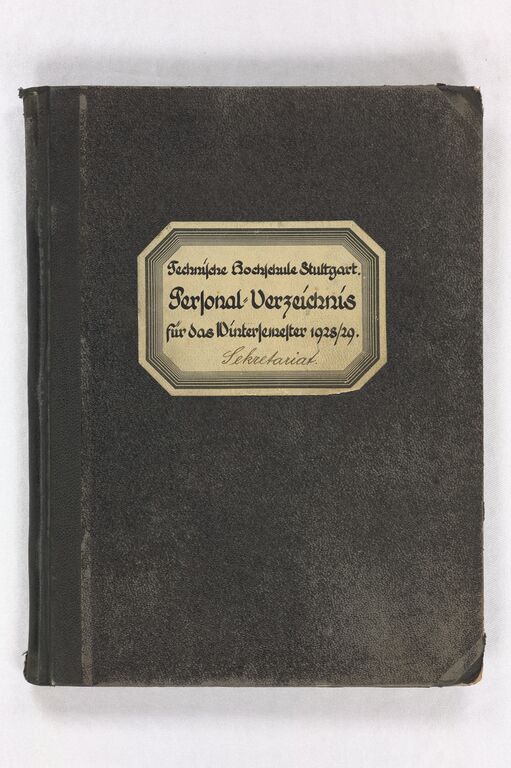 Technische Hochschule Stuttgart.
Personal-Verzeichnis
für das Wintersemester 1928/29.
Sekretariat.